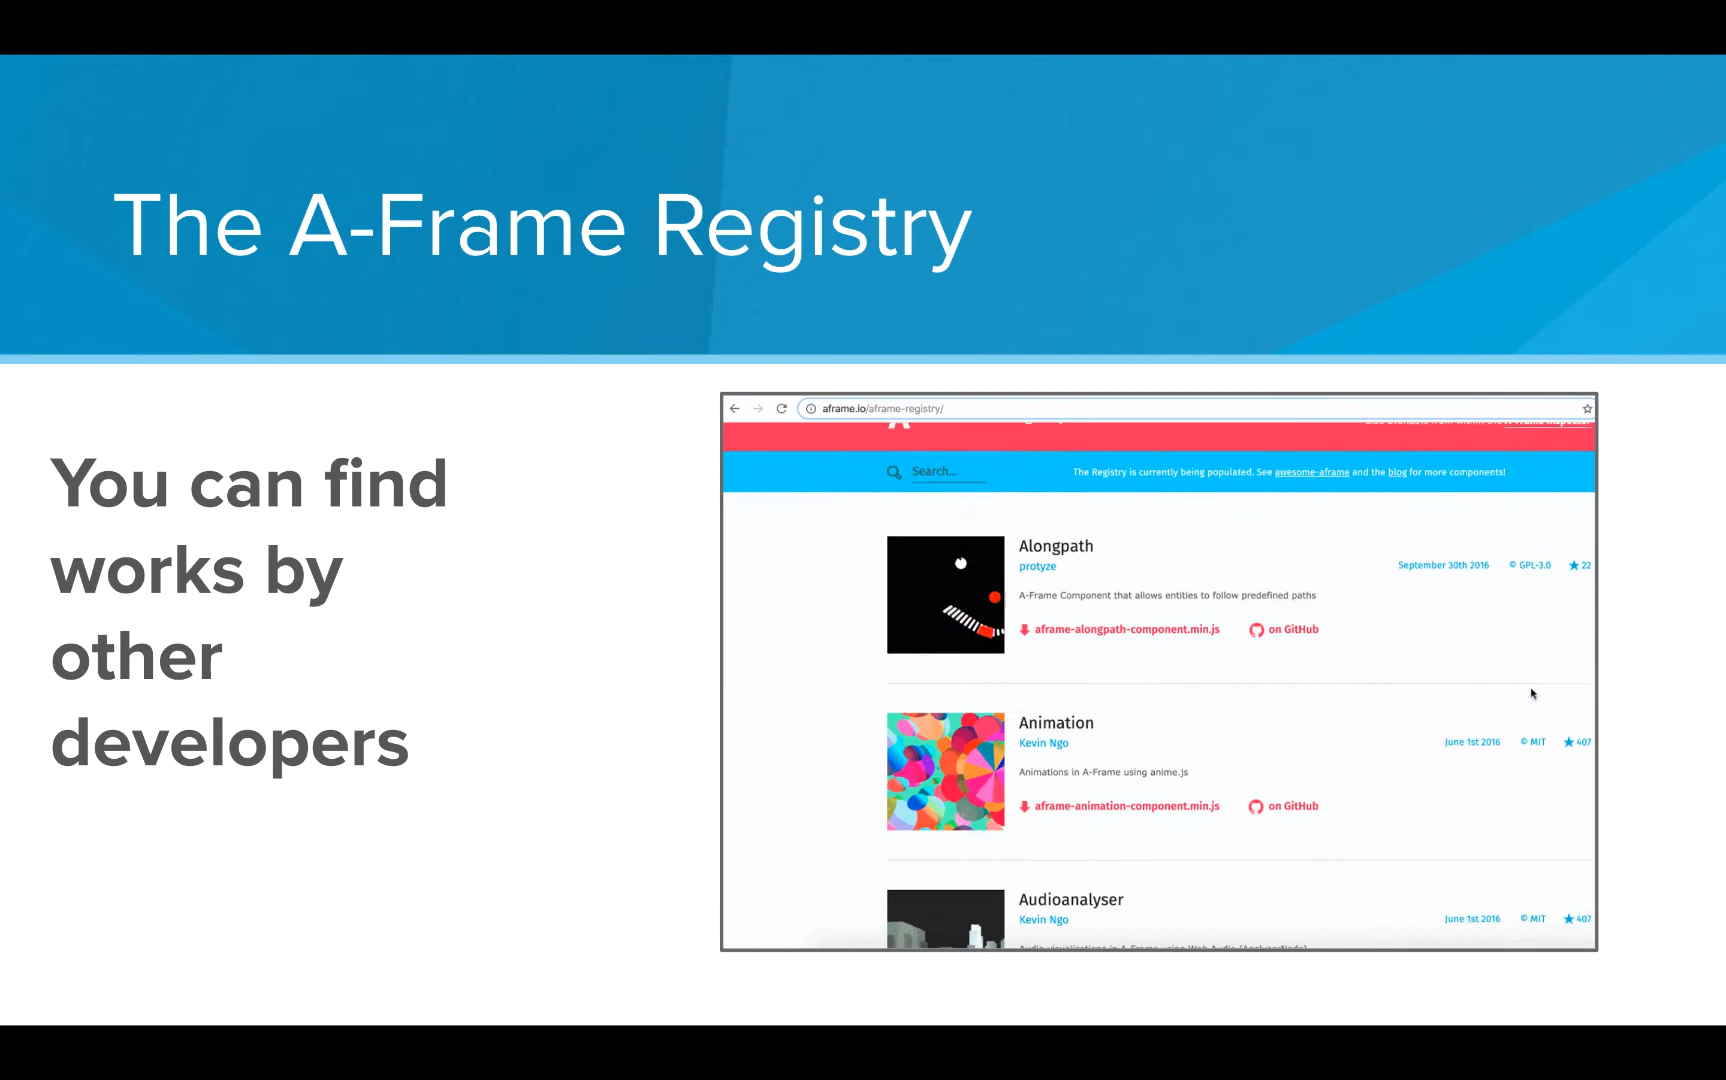 The A-Frame Registry
You can find
works by
other
developers
aframe.io/aframe-registry/
Search...
The Registry is currently being populated. See awesome-aframe and the blog for more components!
Alongpath
protyze
September 30th 2016 © GPL-3.0 ★ 22
A-Frame Component that allows entities to follow predefined paths
aframe-alongpath-component.min.js on GitHub
Animation
Kevin Ngo
June 1st 2016 © MIT ★ 407
Animations in A-Frame using anime.js
aframe-animation-component.min.js on GitHub
Audioanalyser
Kevin Ngo
June 1st 2016 © MIT ★ 407